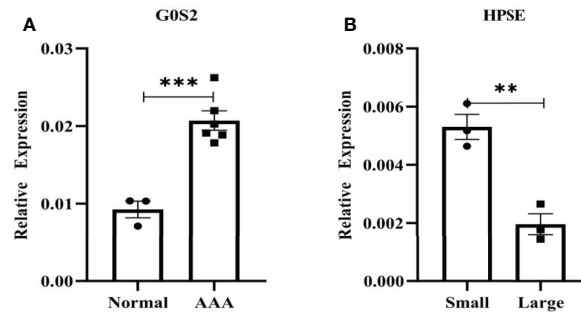 A
G0S2
Relative Expression
0.03
0.02
0.01
0.00
***
Normal AAA
B
HPSE
Relative Expression
0.008
0.006
0.004
0.002
0.000
**
Small Large